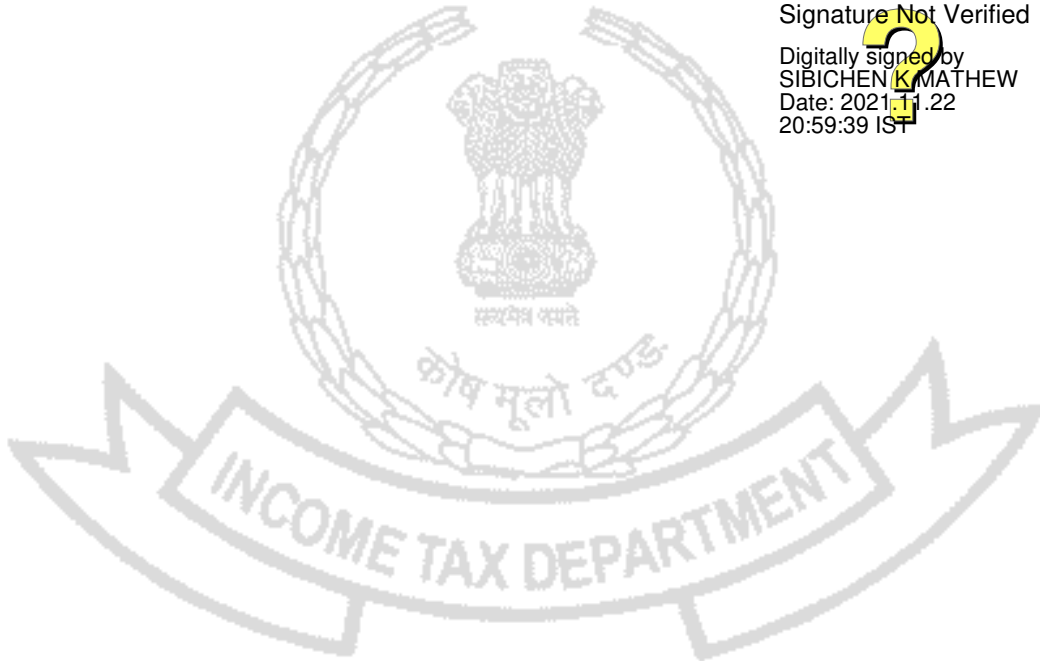 Signature Not Verified
Digitally signed by
SIBICHEN K MATHEW
Date: 2021.11.22
20:59:39 IST
सत्यमेव जयते
कोष मूलो दण्ड:
INCOME TAX DEPARTMENT